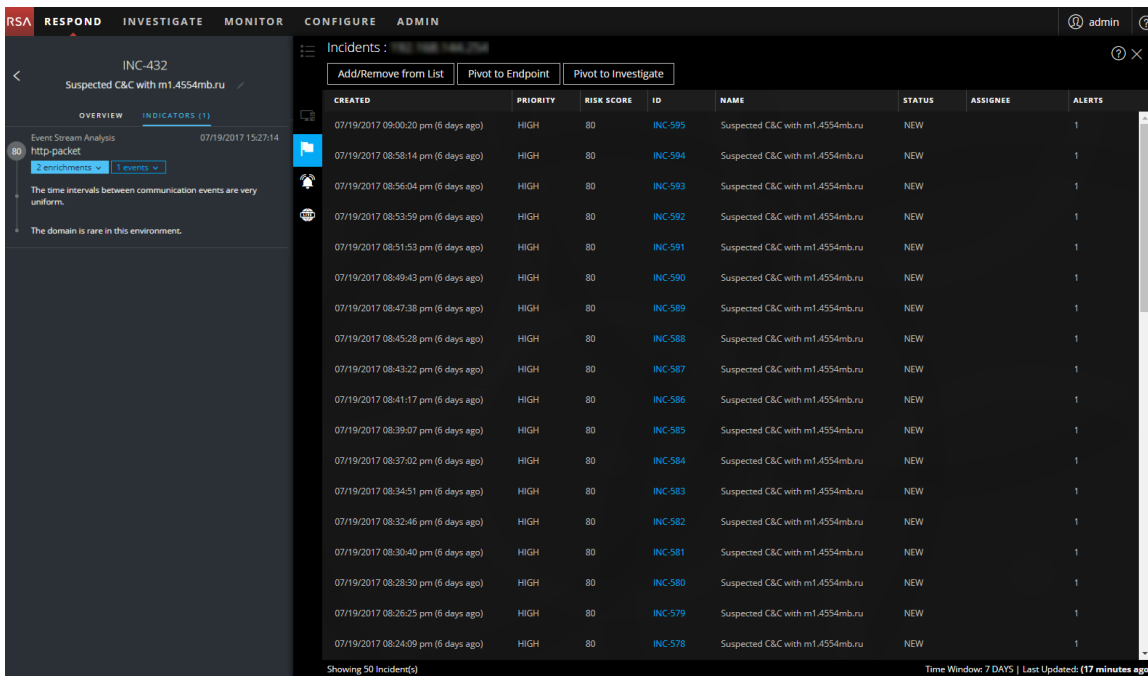 RSA RESPOND INVESTIGATE MONITOR CONFIGURE ADMIN admin
INC-432
Suspected C&C with m1.4554mb.ru
OVERVIEW INDICATORS (1)
Event Stream Analysis 07/19/2017 15:27:14
80 http-packet
2 enrichments 1 events
The time intervals between communication events are very
uniform.
The domain is rare in this environment.
Incidents :
Add/Remove from List Pivot to Endpoint Pivot to Investigate
CREATED PRIORITY RISK SCORE ID NAME STATUS ASSIGNEE ALERTS
07/19/2017 09:00:20 pm (6 days ago) HIGH 80 INC-595 Suspected C&C with m1.4554mb.ru NEW 1
07/19/2017 08:58:14 pm (6 days ago) HIGH 80 INC-594 Suspected C&C with m1.4554mb.ru NEW 1
07/19/2017 08:56:04 pm (6 days ago) HIGH 80 INC-593 Suspected C&C with m1.4554mb.ru NEW 1
07/19/2017 08:53:59 pm (6 days ago) HIGH 80 INC-592 Suspected C&C with m1.4554mb.ru NEW 1
07/19/2017 08:51:53 pm (6 days ago) HIGH 80 INC-591 Suspected C&C with m1.4554mb.ru NEW 1
07/19/2017 08:49:43 pm (6 days ago) HIGH 80 INC-590 Suspected C&C with m1.4554mb.ru NEW 1
07/19/2017 08:47:38 pm (6 days ago) HIGH 80 INC-589 Suspected C&C with m1.4554mb.ru NEW 1
07/19/2017 08:45:28 pm (6 days ago) HIGH 80 INC-588 Suspected C&C with m1.4554mb.ru NEW 1
07/19/2017 08:43:22 pm (6 days ago) HIGH 80 INC-587 Suspected C&C with m1.4554mb.ru NEW 1
07/19/2017 08:41:17 pm (6 days ago) HIGH 80 INC-586 Suspected C&C with m1.4554mb.ru NEW 1
07/19/2017 08:39:07 pm (6 days ago) HIGH 80 INC-585 Suspected C&C with m1.4554mb.ru NEW 1
07/19/2017 08:37:02 pm (6 days ago) HIGH 80 INC-584 Suspected C&C with m1.4554mb.ru NEW 1
07/19/2017 08:34:51 pm (6 days ago) HIGH 80 INC-583 Suspected C&C with m1.4554mb.ru NEW 1
07/19/2017 08:32:46 pm (6 days ago) HIGH 80 INC-582 Suspected C&C with m1.4554mb.ru NEW 1
07/19/2017 08:30:40 pm (6 days ago) HIGH 80 INC-581 Suspected C&C with m1.4554mb.ru NEW 1
07/19/2017 08:28:30 pm (6 days ago) HIGH 80 INC-580 Suspected C&C with m1.4554mb.ru NEW 1
07/19/2017 08:26:25 pm (6 days ago) HIGH 80 INC-579 Suspected C&C with m1.4554mb.ru NEW 1
07/19/2017 08:24:09 pm (6 days ago) HIGH 80 INC-578 Suspected C&C with m1.4554mb.ru NEW 1
Showing 50 Incident(s) Time Window: 7 DAYS | Last Updated: (17 minutes ago